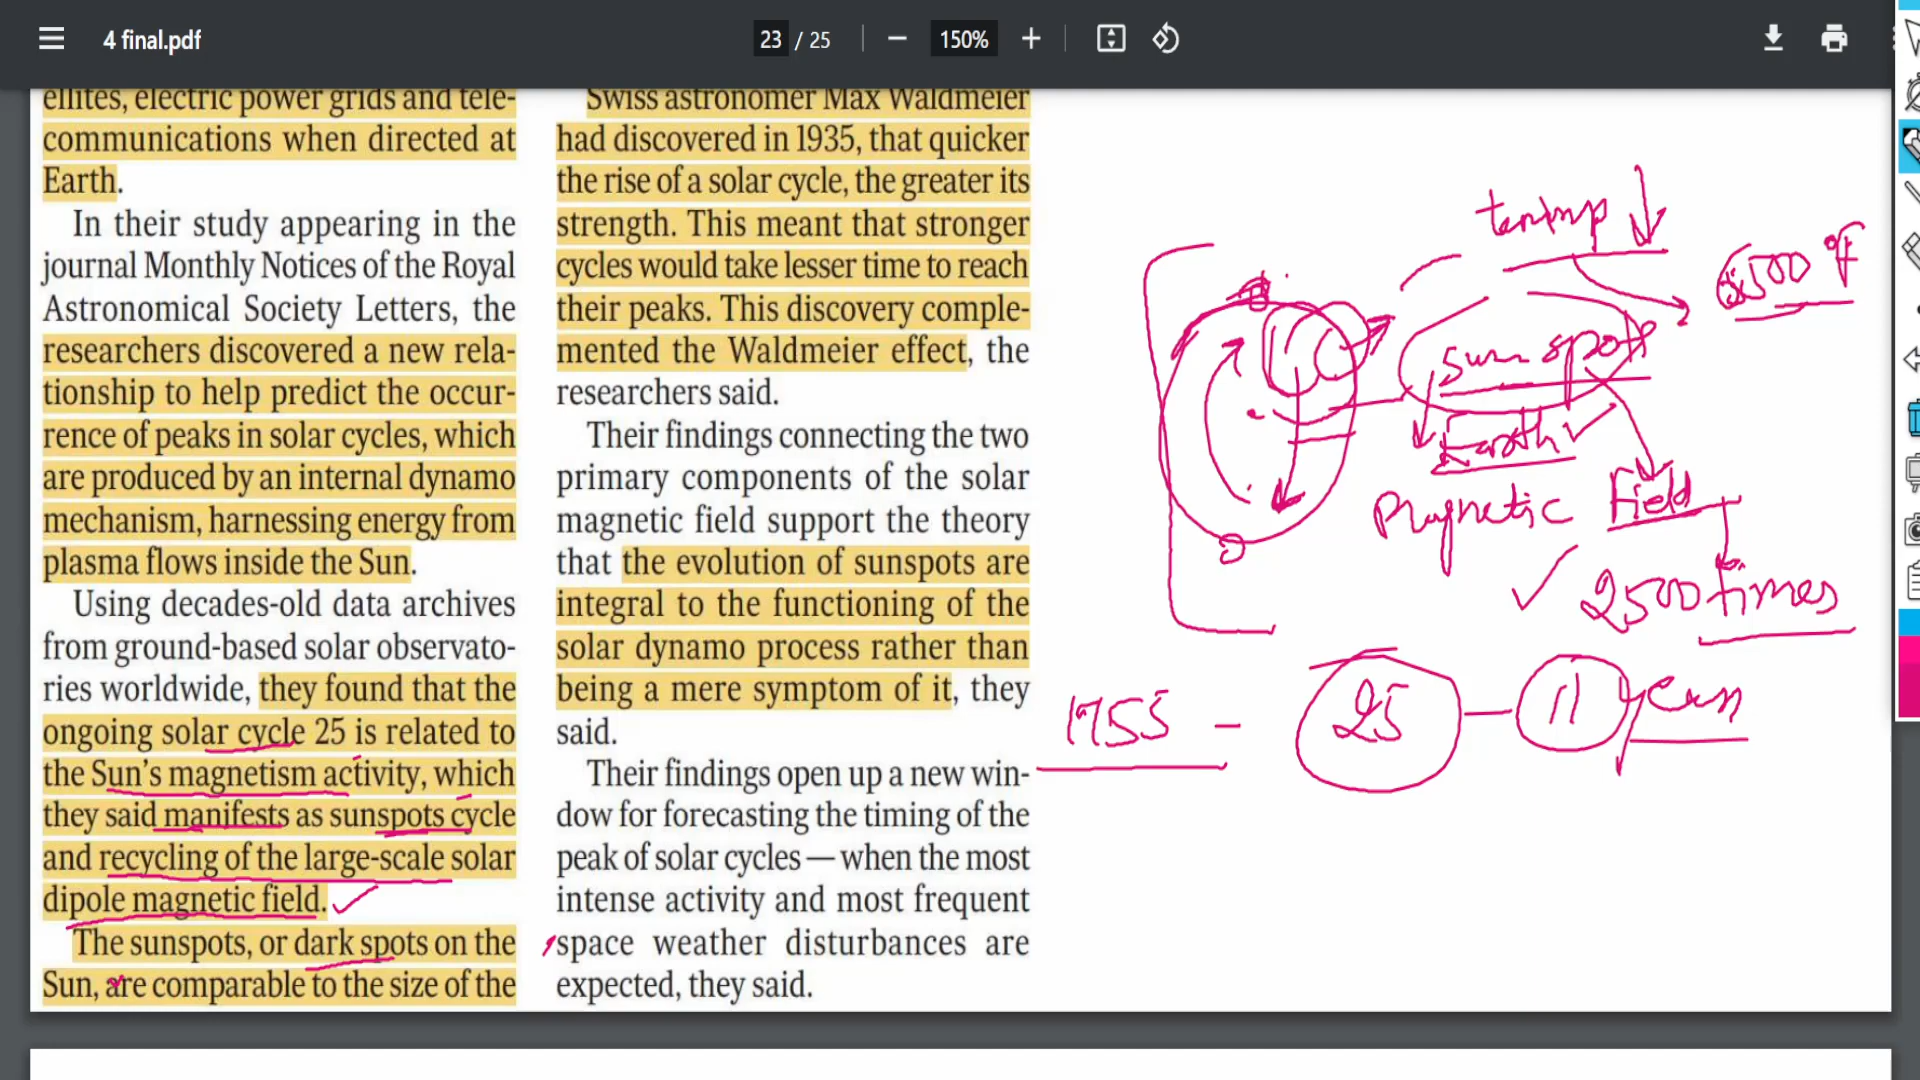 4 final.pdf
23 / 25
150%
ellites, electric power grids and tele-
communications when directed at
Earth.
In their study appearing in the
journal Monthly Notices of the Royal
Astronomical Society Letters, the
researchers discovered a new rela-
tionship to help predict the occur-
rence of peaks in solar cycles, which
are produced by an internal dynamo
mechanism, harnessing energy from
plasma flows inside the Sun.
Using decades-old data archives
from ground-based solar observato-
ries worldwide, they found that the
ongoing solar cycle 25 is related to
the Sun's magnetism activity, which
they said manifests as sunspots cycle
and recycling of the large-scale solar
dipole magnetic field.
The sunspots, or dark spots on the
Sun, are comparable to the size of the
Swiss astronomer Max Waldmeier
had discovered in 1935, that quicker
the rise of a solar cycle, the greater its
strength. This meant that stronger
cycles would take lesser time to reach
their peaks. This discovery comple-
mented the Waldmeier effect, the
researchers said.
Their findings connecting the two
primary components of the solar
magnetic field support the theory
that the evolution of sunspots are
integral to the functioning of the
solar dynamo process rather than
being a mere symptom of it, they
said.
Their findings open up a new win-
dow for forecasting the timing of the
peak of solar cycles — when the most
intense activity and most frequent
space weather disturbances are
expected, they said.
Sun spots
Earth
Magnetic Field
2500 times
1755 - 25 - 11 years